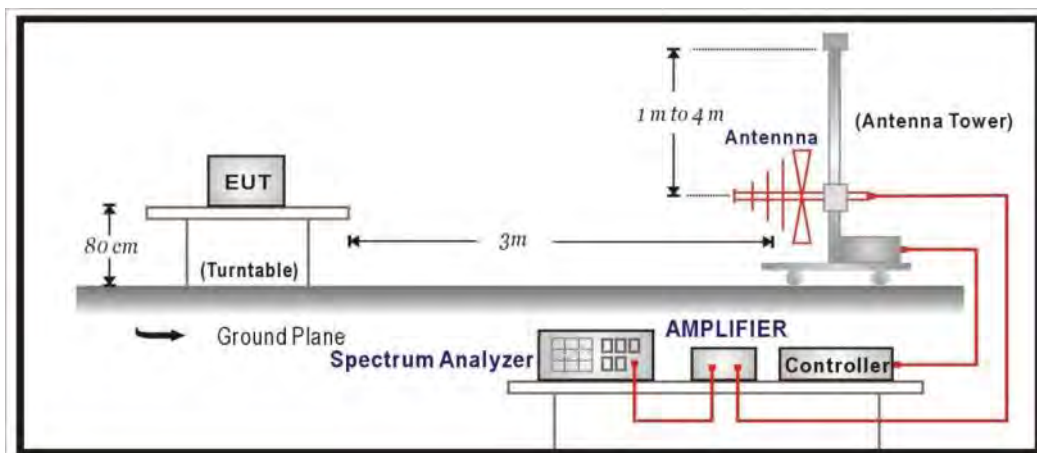 1 m to 4 m
(Antenna Tower)
Antennna
EUT
80 cm
3m
(Turntable)
Ground Plane
AMPLIFIER
Spectrum Analyzer
Controller